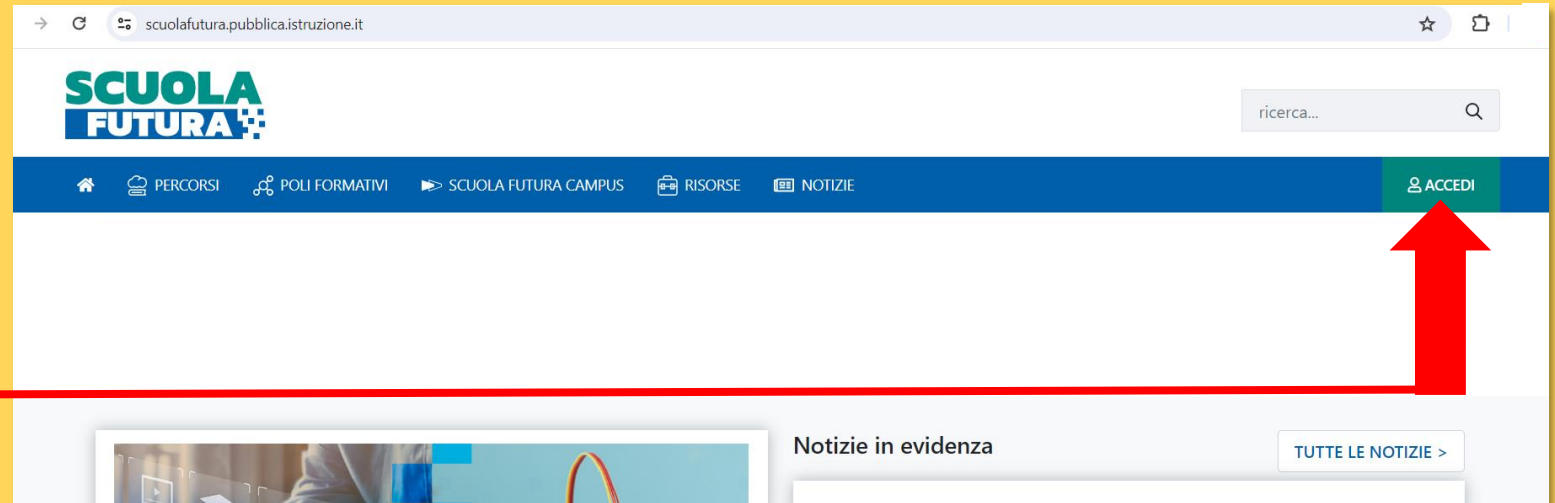 scuolafutura.pubblica.istruzione.it
SCUOLA
FUTURA
ricerca...
PERCORSI POLI FORMATIVI SCUOLA FUTURA CAMPUS RISORSE NOTIZIE ACCEDI
Notizie in evidenza
TUTTE LE NOTIZIE >